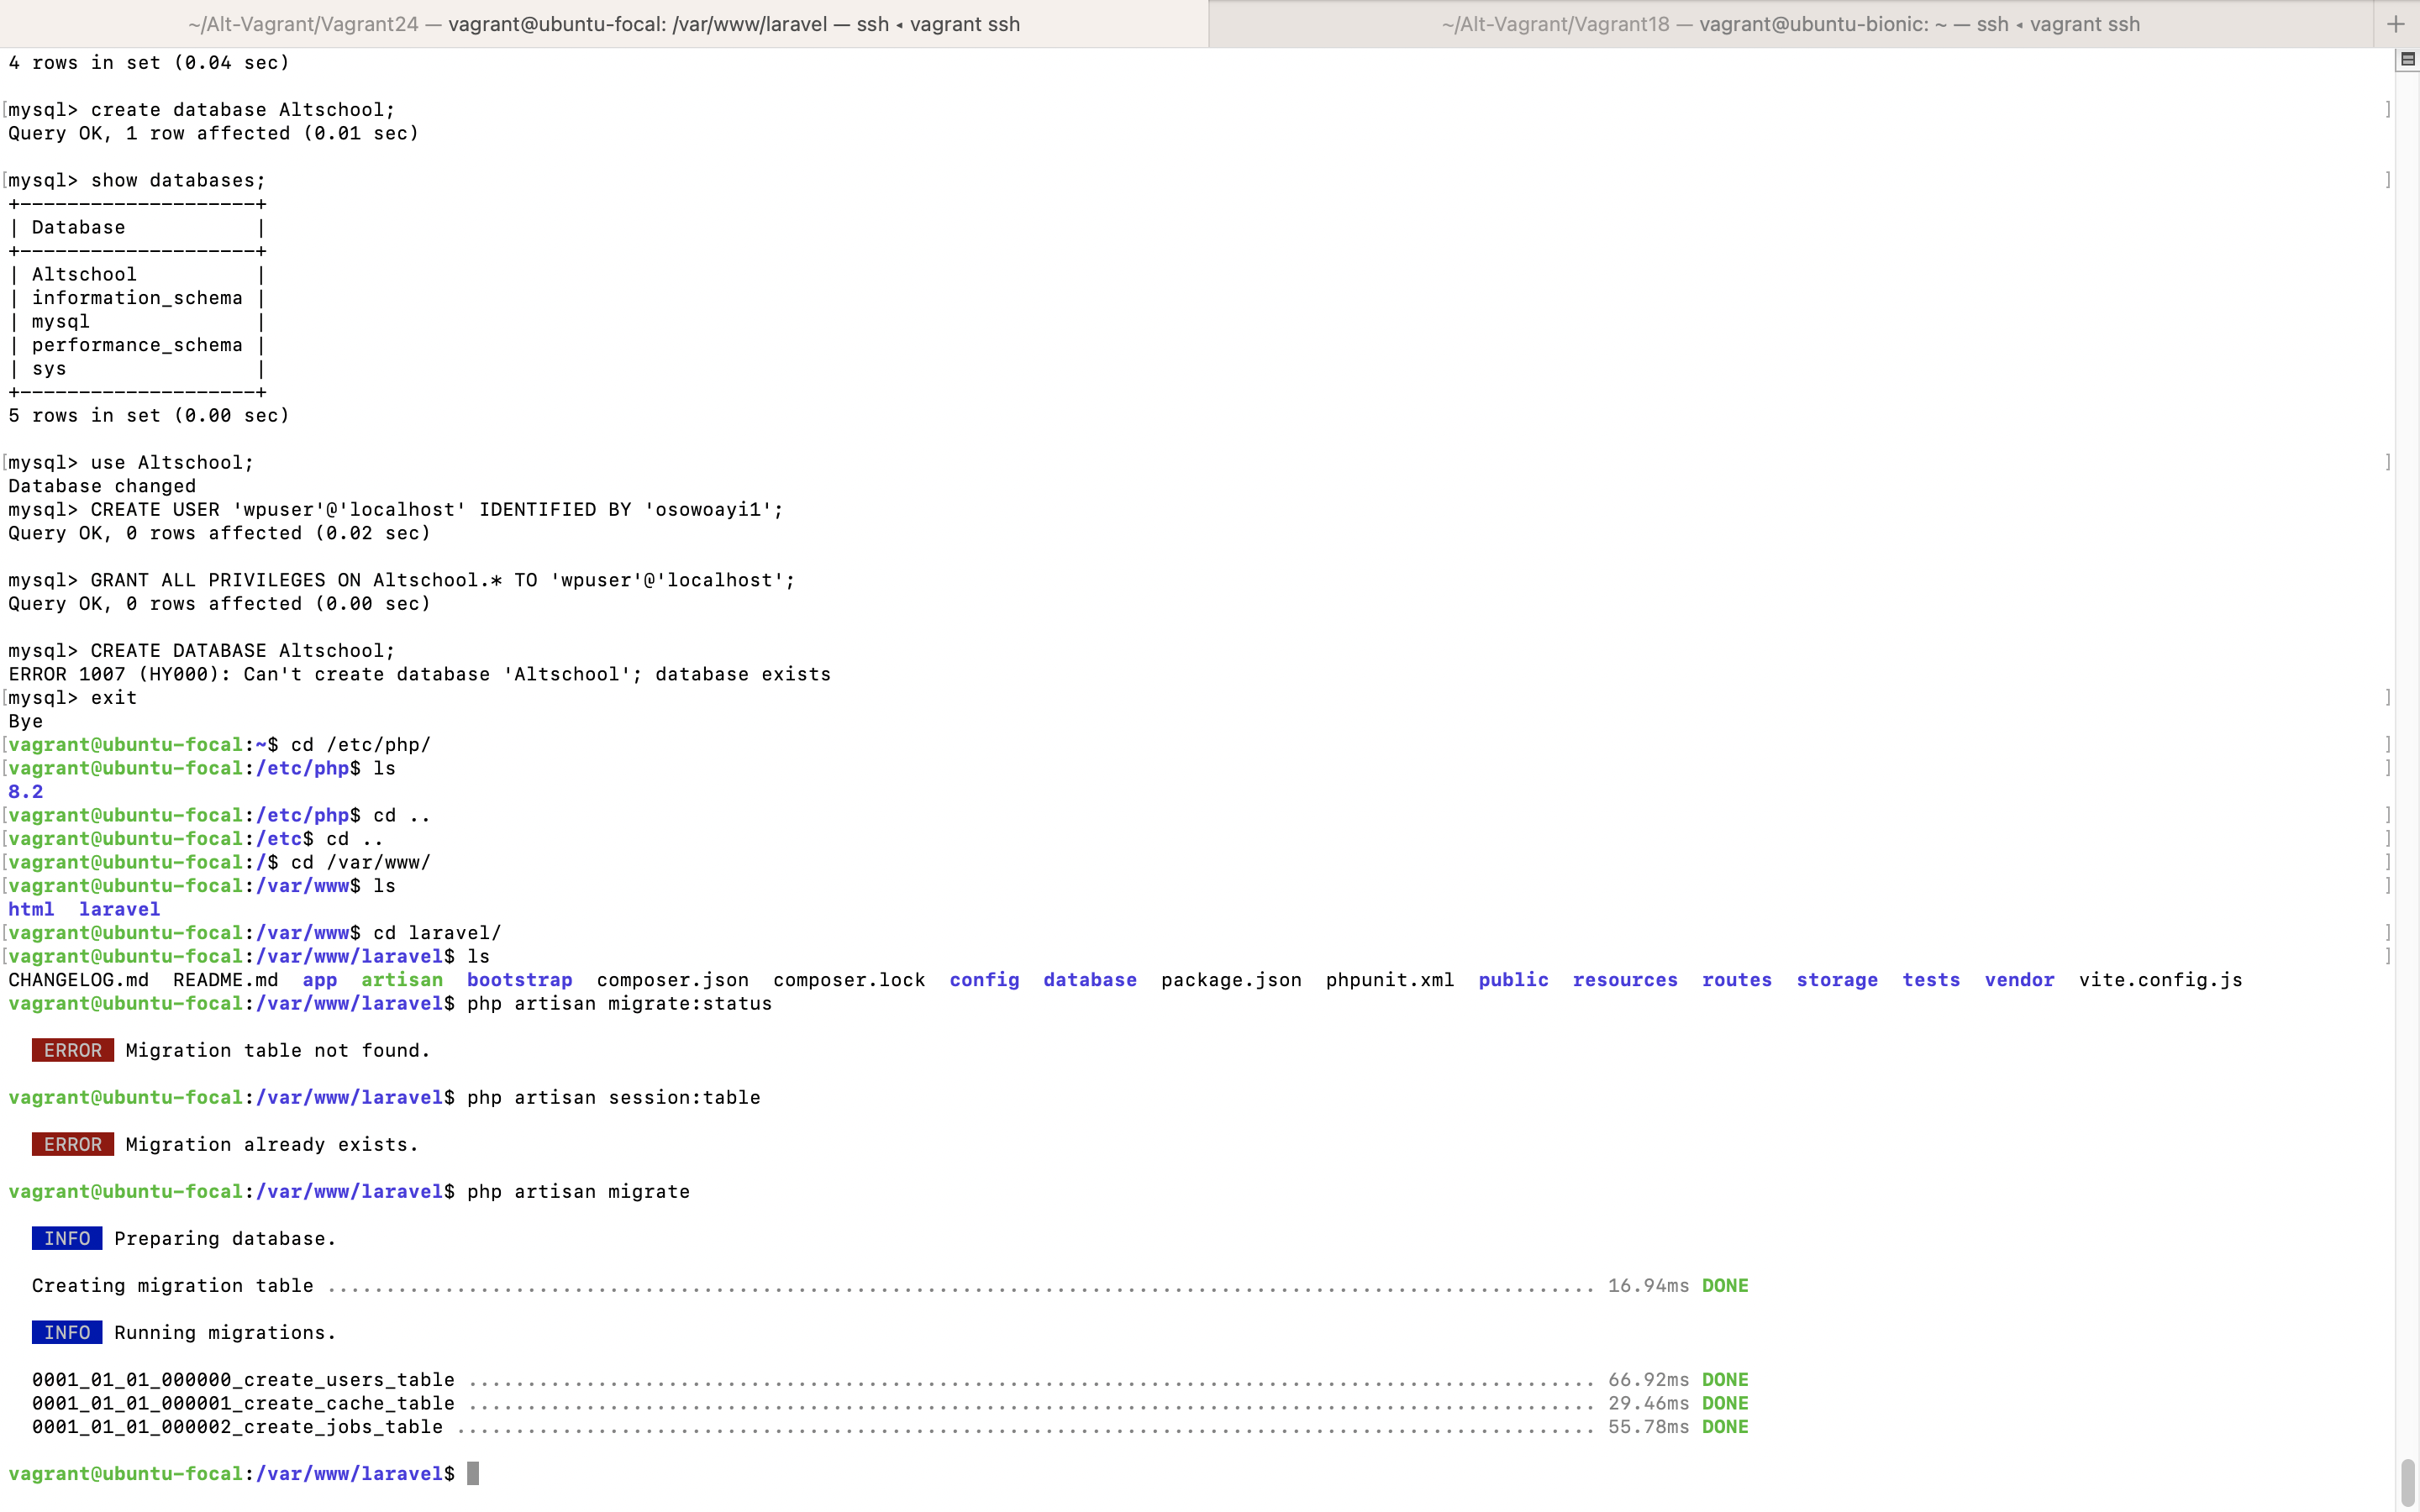 ~/Alt-Vagrant/Vagrant24 — vagrant@ubuntu-focal: /var/www/laravel — ssh ◂ vagrant ssh
~/Alt-Vagrant/Vagrant18 — vagrant@ubuntu-bionic: ~ — ssh ◂ vagrant ssh
4 rows in set (0.04 sec)
mysql> create database Altschool;
Query OK, 1 row affected (0.01 sec)
mysql> show databases;
+--------------------+
| Database           |
+--------------------+
| Altschool          |
| information_schema |
| mysql              |
| performance_schema |
| sys                |
+--------------------+
5 rows in set (0.00 sec)
mysql> use Altschool;
Database changed
mysql> CREATE USER 'wpuser'@'localhost' IDENTIFIED BY 'osowoayi1';
Query OK, 0 rows affected (0.02 sec)
mysql> GRANT ALL PRIVILEGES ON Altschool.* TO 'wpuser'@'localhost';
Query OK, 0 rows affected (0.00 sec)
mysql> CREATE DATABASE Altschool;
ERROR 1007 (HY000): Can't create database 'Altschool'; database exists
mysql> exit
Bye
vagrant@ubuntu-focal:~$ cd /etc/php/
vagrant@ubuntu-focal:/etc/php$ ls
8.2
vagrant@ubuntu-focal:/etc/php$ cd ..
vagrant@ubuntu-focal:/etc$ cd ..
vagrant@ubuntu-focal:/$ cd /var/www/
vagrant@ubuntu-focal:/var/www$ ls
html  laravel
vagrant@ubuntu-focal:/var/www$ cd laravel/
vagrant@ubuntu-focal:/var/www/laravel$ ls
CHANGELOG.md  README.md  app  artisan  bootstrap  composer.json  composer.lock  config  database  package.json  phpunit.xml  public  resources  routes  storage  tests  vendor  vite.config.js
vagrant@ubuntu-focal:/var/www/laravel$ php artisan migrate:status
ERROR  Migration table not found.
vagrant@ubuntu-focal:/var/www/laravel$ php artisan session:table
ERROR  Migration already exists.
vagrant@ubuntu-focal:/var/www/laravel$ php artisan migrate
INFO  Preparing database.
Creating migration table ........................................ 16.94ms DONE
INFO  Running migrations.
0001_01_01_000000_create_users_table ........................................ 66.92ms DONE
0001_01_01_000001_create_cache_table ........................................ 29.46ms DONE
0001_01_01_000002_create_jobs_table ........................................ 55.78ms DONE
vagrant@ubuntu-focal:/var/www/laravel$